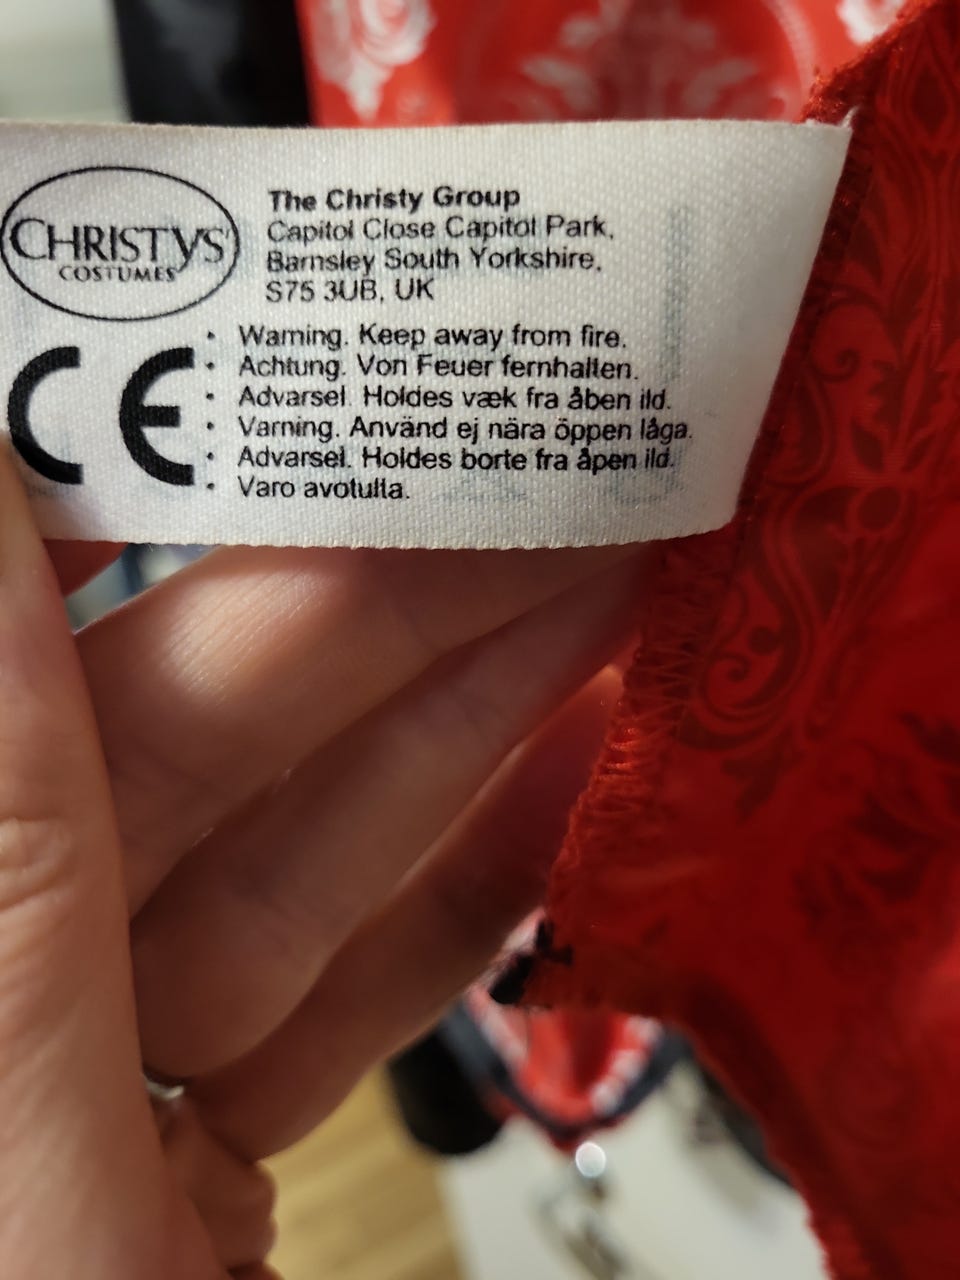 CHRISTYS'
COSTUMES
The Christy Group
Capitol Close Capitol Park,
Barnsley South Yorkshire,
S75 3UB, UK
CE
• Warning. Keep away from fire.
• Achtung. Von Feuer fernhalten.
• Advarsel. Holdes væk fra åben ild.
• Varning. Använd ej nära öppen låga.
• Advarsel. Holdes borte fra åpen ild.
• Varo avotulta.